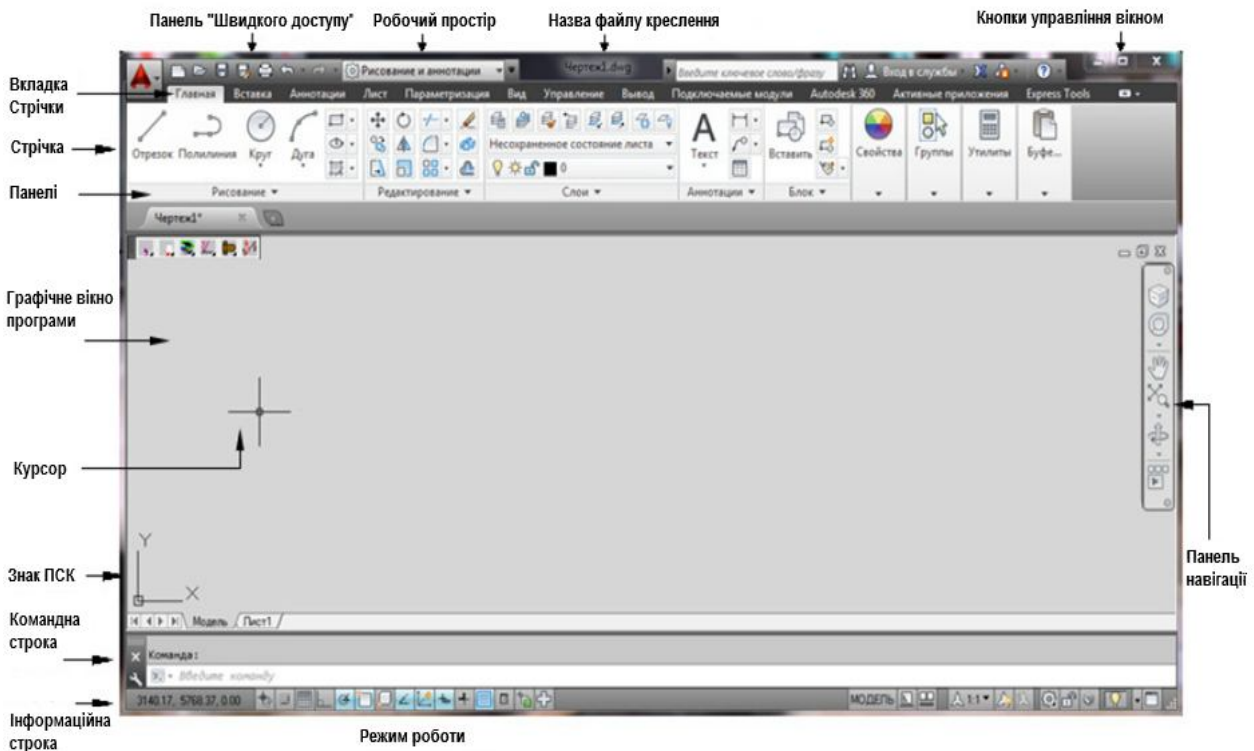 Панель "Швидкого доступу"
Робочий простір
Назва файлу креслення
Кнопки управління вікном
Рисование и аннотации
Чертеж1.dwg
Введите ключевое слово/фразу
Вход в службы
Вкладка
Стрічки
Главная Вставка Аннотации Лист Параметризация Вид Управление Вывод Подключаемые модули Autodesk 360 Активные приложения Express Tools
Стрічка
Отрезок Полилиния Круг Дуга
Несохраненное состояние листа
0
Текст
Вставить
Свойства Группы Утилиты Буфе...
Панелі
Рисование Редактирование Слои Аннотации Блок
Чертеж1*
Графічне вікно
програми
Курсор
Y
X
Знак ПСК
Панель
навігації
Модель Лист1
Командна
строка
Команда:
Введите команду
3140.17, 5768.37, 0.00
МОДЕЛЬ
1:1
Інформаційна
строка
Режим роботи